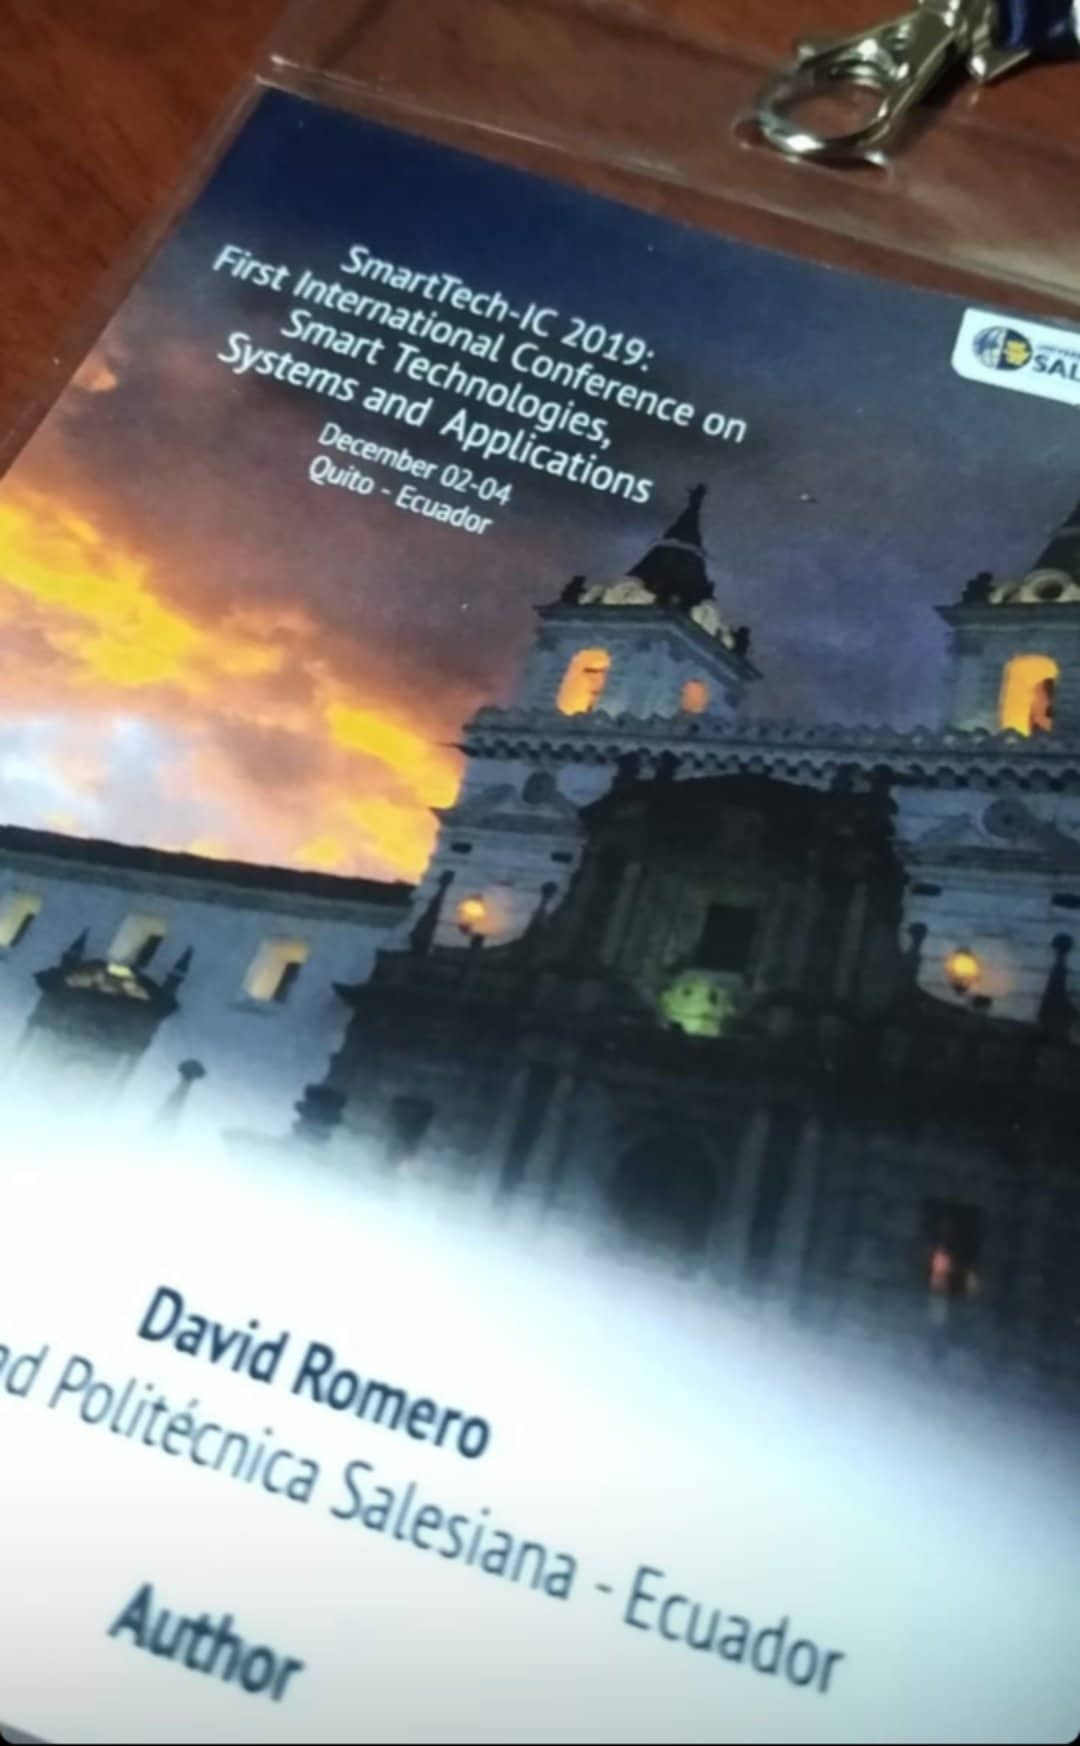 SmartTech-IC 2019:
First International Conference on
Smart Technologies,
Systems and Applications
December 02-04
Quito - Ecuador
David Romero
Politécnica Salesiana - Ecuador
Author